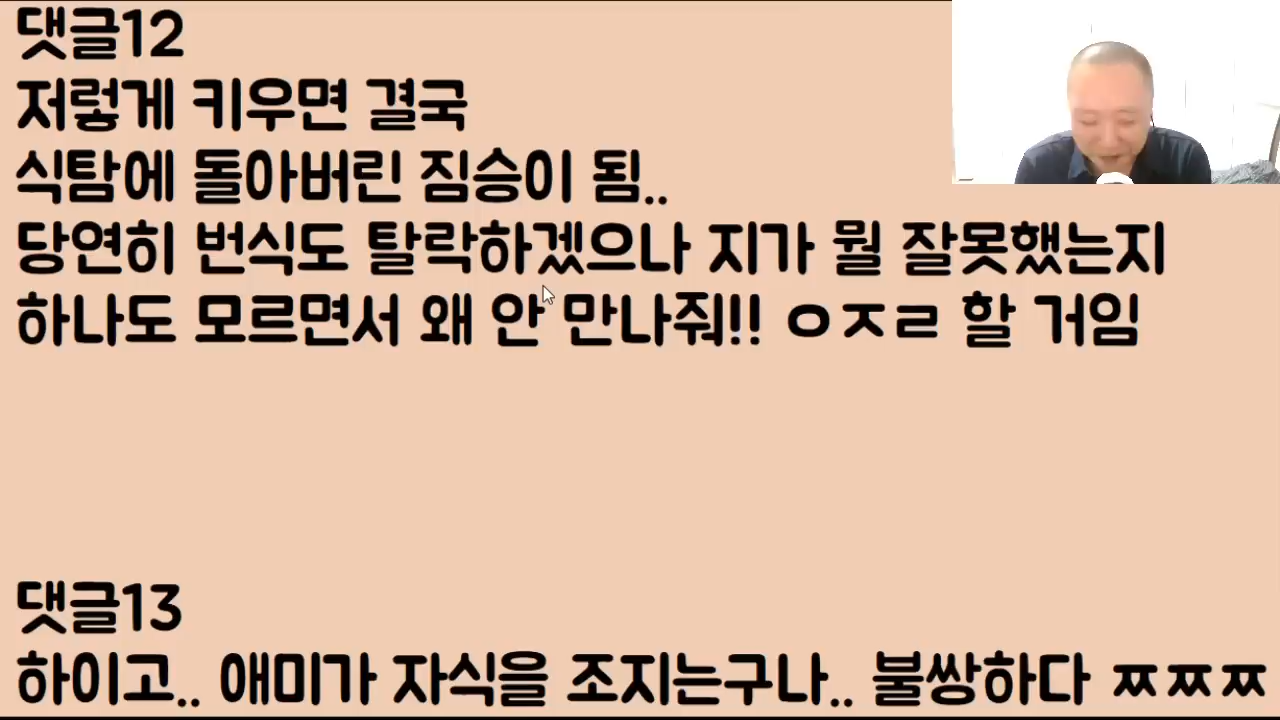 댓글12
저렇게 키우면 결국
식탐에 돌아버린 짐승이 됨..
당연히 번식도 탈락하겠으나 지가 뭘 잘못했는지
하나도 모르면서 왜 안 만나줘!! ㅇㅈㄹ 할 거임
댓글13
하이고.. 애미가 자식을 조지는구나.. 불쌍하다 ㅉㅉㅉ